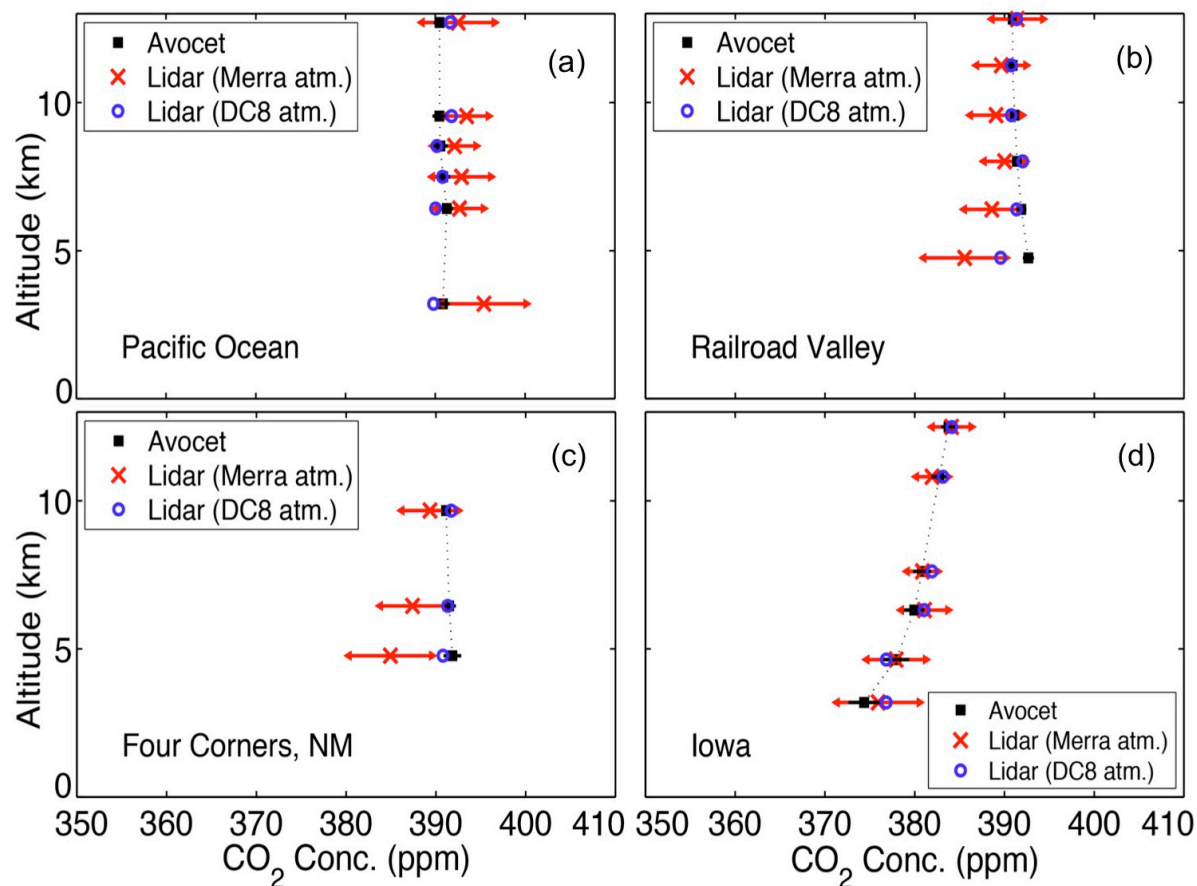 Avocet
Lidar (Merra atm.)
Lidar (DC8 atm.)
(a)
10
5
0
Altitude (km)
Pacific Ocean
Avocet
Lidar (Merra atm.)
Lidar (DC8 atm.)
(b)
Railroad Valley
Avocet
Lidar (Merra atm.)
Lidar (DC8 atm.)
(c)
10
5
0
Altitude (km)
Four Corners, NM
350 360 370 380 390 400 410
CO2 Conc. (ppm)
(d)
Iowa
Avocet
Lidar (Merra atm.)
Lidar (DC8 atm.)
350 360 370 380 390 400 410
CO2 Conc. (ppm)